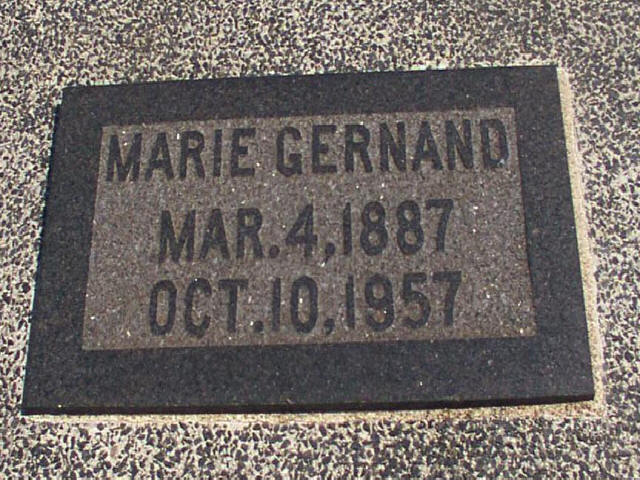 MARIE GERNAND
MAR. 4, 1887
OCT. 10, 1957